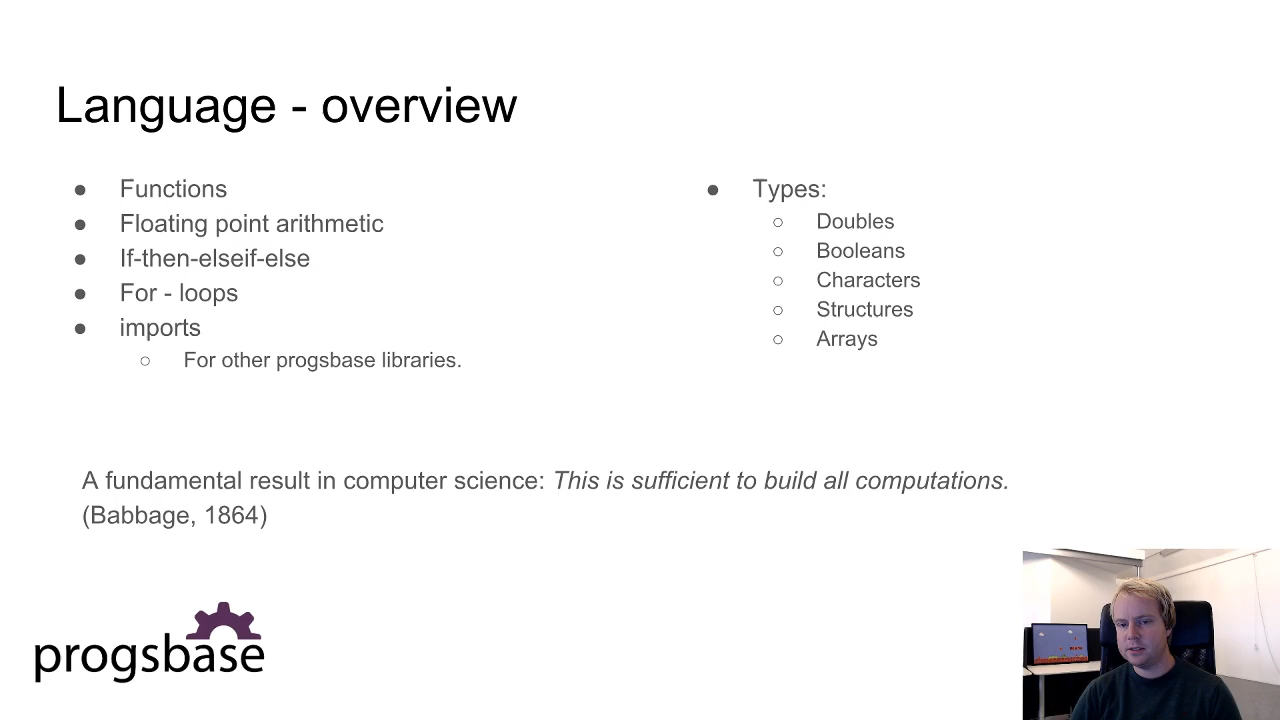 Language - overview
● Functions
● Floating point arithmetic
● If-then-elseif-else
● For - loops
● imports
○ For other progsbase libraries.
● Types:
○ Doubles
○ Booleans
○ Characters
○ Structures
○ Arrays
A fundamental result in computer science: This is sufficient to build all computations.
(Babbage, 1864)
progsbase